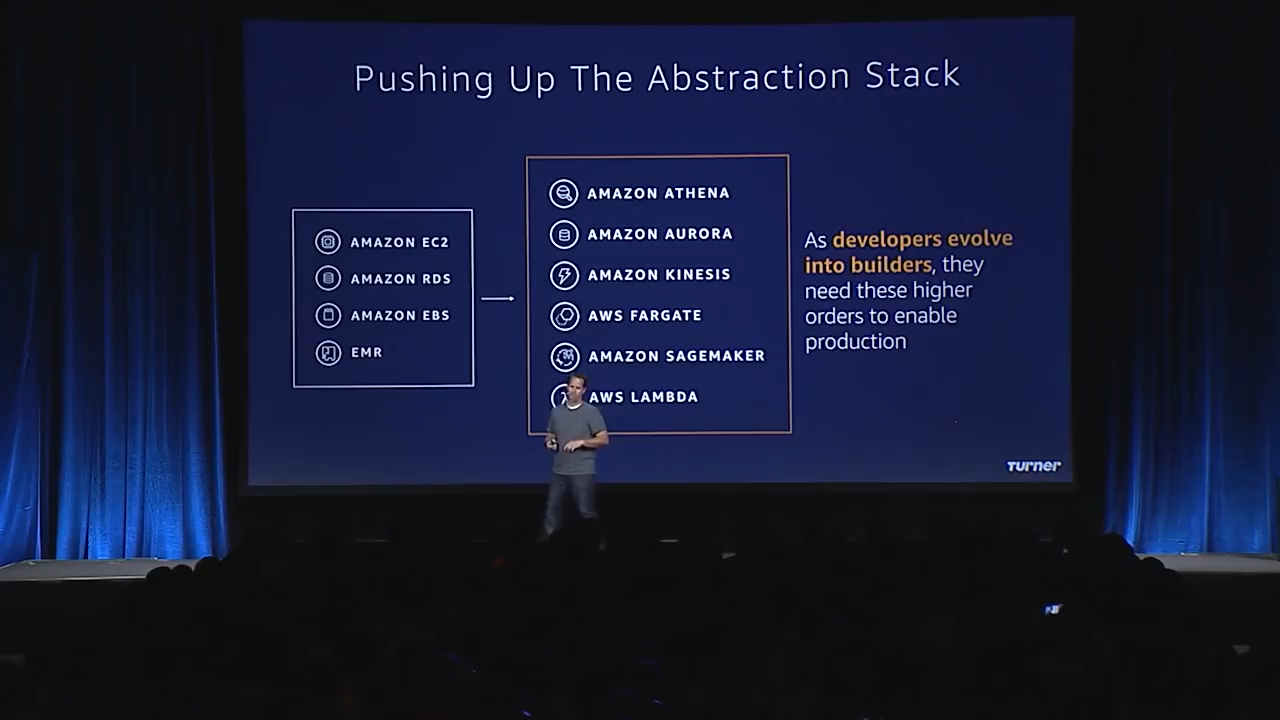 Pushing Up The Abstraction Stack
AMAZON EC2
AMAZON RDS
AMAZON EBS
EMR
AMAZON ATHENA
AMAZON AURORA
AMAZON KINESIS
AWS FARGATE
AMAZON SAGEMAKER
AWS LAMBDA
As developers evolve
into builders, they
need these higher
orders to enable
production
Turner